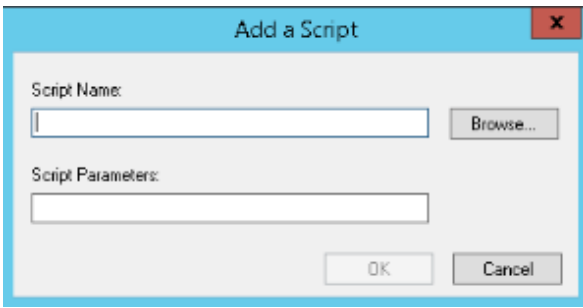 Add a Script
x
Script Name:
Browse...
Script Parameters:
OK
Cancel